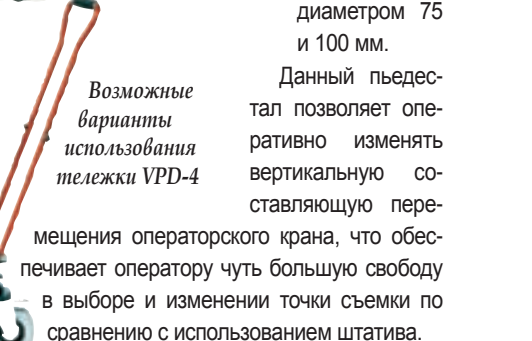 диаметром 75
и 100 мм.
Возможные
варианты
использования
тележки VPD-4
Данный пьедес-
тал позволяет опе-
ративно изменять
вертикальную со-
ставляющую пере-
мещения операторского крана, что обес-
печивает оператору чуть большую свободу
в выборе и изменении точки съемки по
сравнению с использованием штатива.